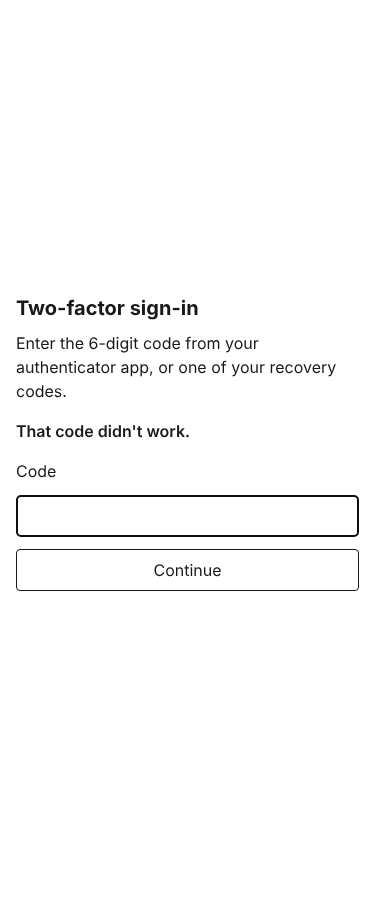 Two-factor sign-in
Enter the 6-digit code from your
authenticator app, or one of your recovery
codes.
That code didn't work.
Code
Continue